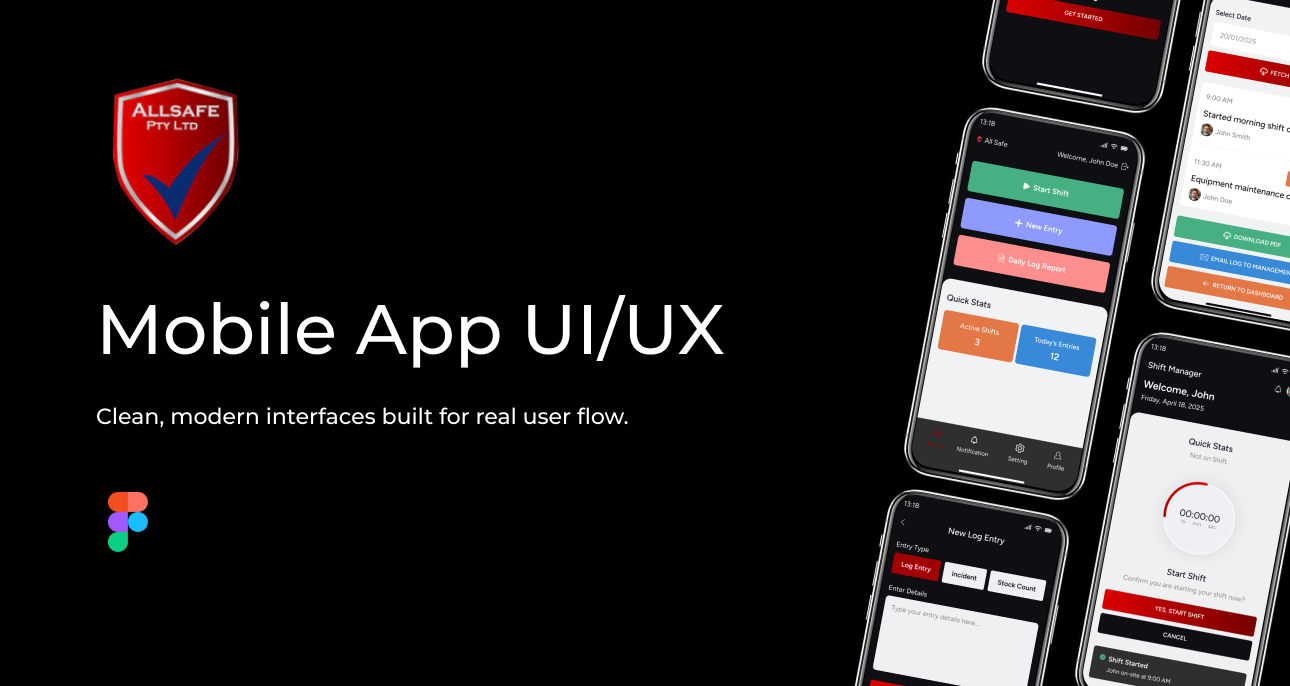 ALLSAFE
PTY LTD
Mobile App UI/UX
Clean, modern interfaces built for real user flow.
GET STARTED
13:18
All Safe
Welcome, John Doe
Start Shift
New Entry
Daily Log Report
Quick Stats
Active Shifts
3
Today's Entries
12
Notification
Setting
Profile
13:18
New Log Entry
Entry Type
Log Entry
Incident
Stock Count
Enter Details
Type your entry details here...
Select Date
20/01/2025
FETCH
9:00 AM
Started morning shift
John Smith
11:30 AM
Equipment maintenance
John Doe
DOWNLOAD PDF
EMAIL LOG TO MANAGEMEN
RETURN TO DASHBOARD
13:18
Shift Manager
Welcome, John
Friday, April 18, 2025
Quick Stats
Not on Shift
00:00:00
Start Shift
Confirm you are starting your shift now?
YES, START SHIFT
CANCEL
Shift Started
John on-site at 9:00 AM